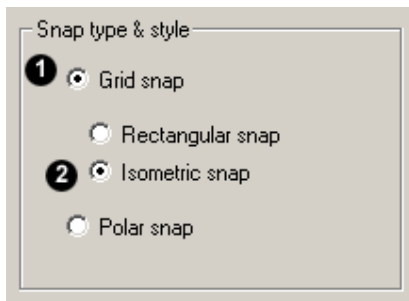 Snap type & style
1 Grid snap
Rectangular snap
2 Isometric snap
Polar snap